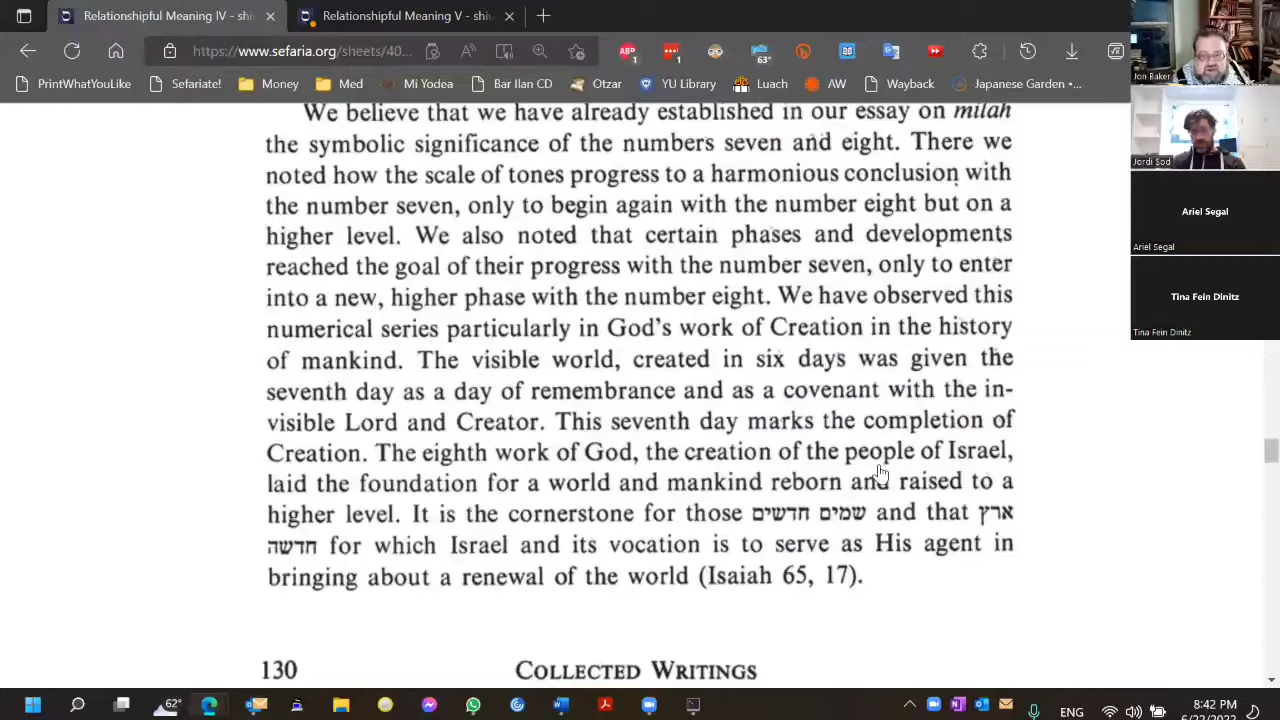 Relationshipful Meaning IV - shi
Relationshipful Meaning V - shi
https://www.sefaria.org/sheets/40...
PrintWhatYouLike
Sefariate!
Money
Med
Mi Yode
Bar Ilan CD
Otzar
YU Library
Luach
AW
Wayback
Japanese Garden -...
We believe that we have already established in our essay on milah
the symbolic significance of the numbers seven and eight. There we
noted how the scale of tones progress to a harmonious conclusion with
the number seven, only to begin again with the number eight but on a
higher level. We also noted that certain phases and developments
reached the goal of their progress with the number seven, only to enter
into a new, higher phase with the number eight. We have observed this
numerical series particularly in God's work of Creation in the history
of mankind. The visible world, created in six days was given the
seventh day as a day of remembrance and as a covenant with the in-
visible Lord and Creator. This seventh day marks the completion of
Creation. The eighth work of God, the creation of the people of Israel,
laid the foundation for a world and mankind reborn and raised to a
higher level. It is the cornerstone for those שמים חדשים and that ארץ
חדשה for which Israel and its vocation is to serve as His agent in
bringing about a renewal of the world (Isaiah 65, 17).
130 COLLECTED WRITINGS
Jon Baker
Jordi Sod
Ariel Segal
Ariel Segal
Tina Fein Dinitz
Tina Fein Dinitz
ABP
1
1
63°
62°
ENG
8:42 PM